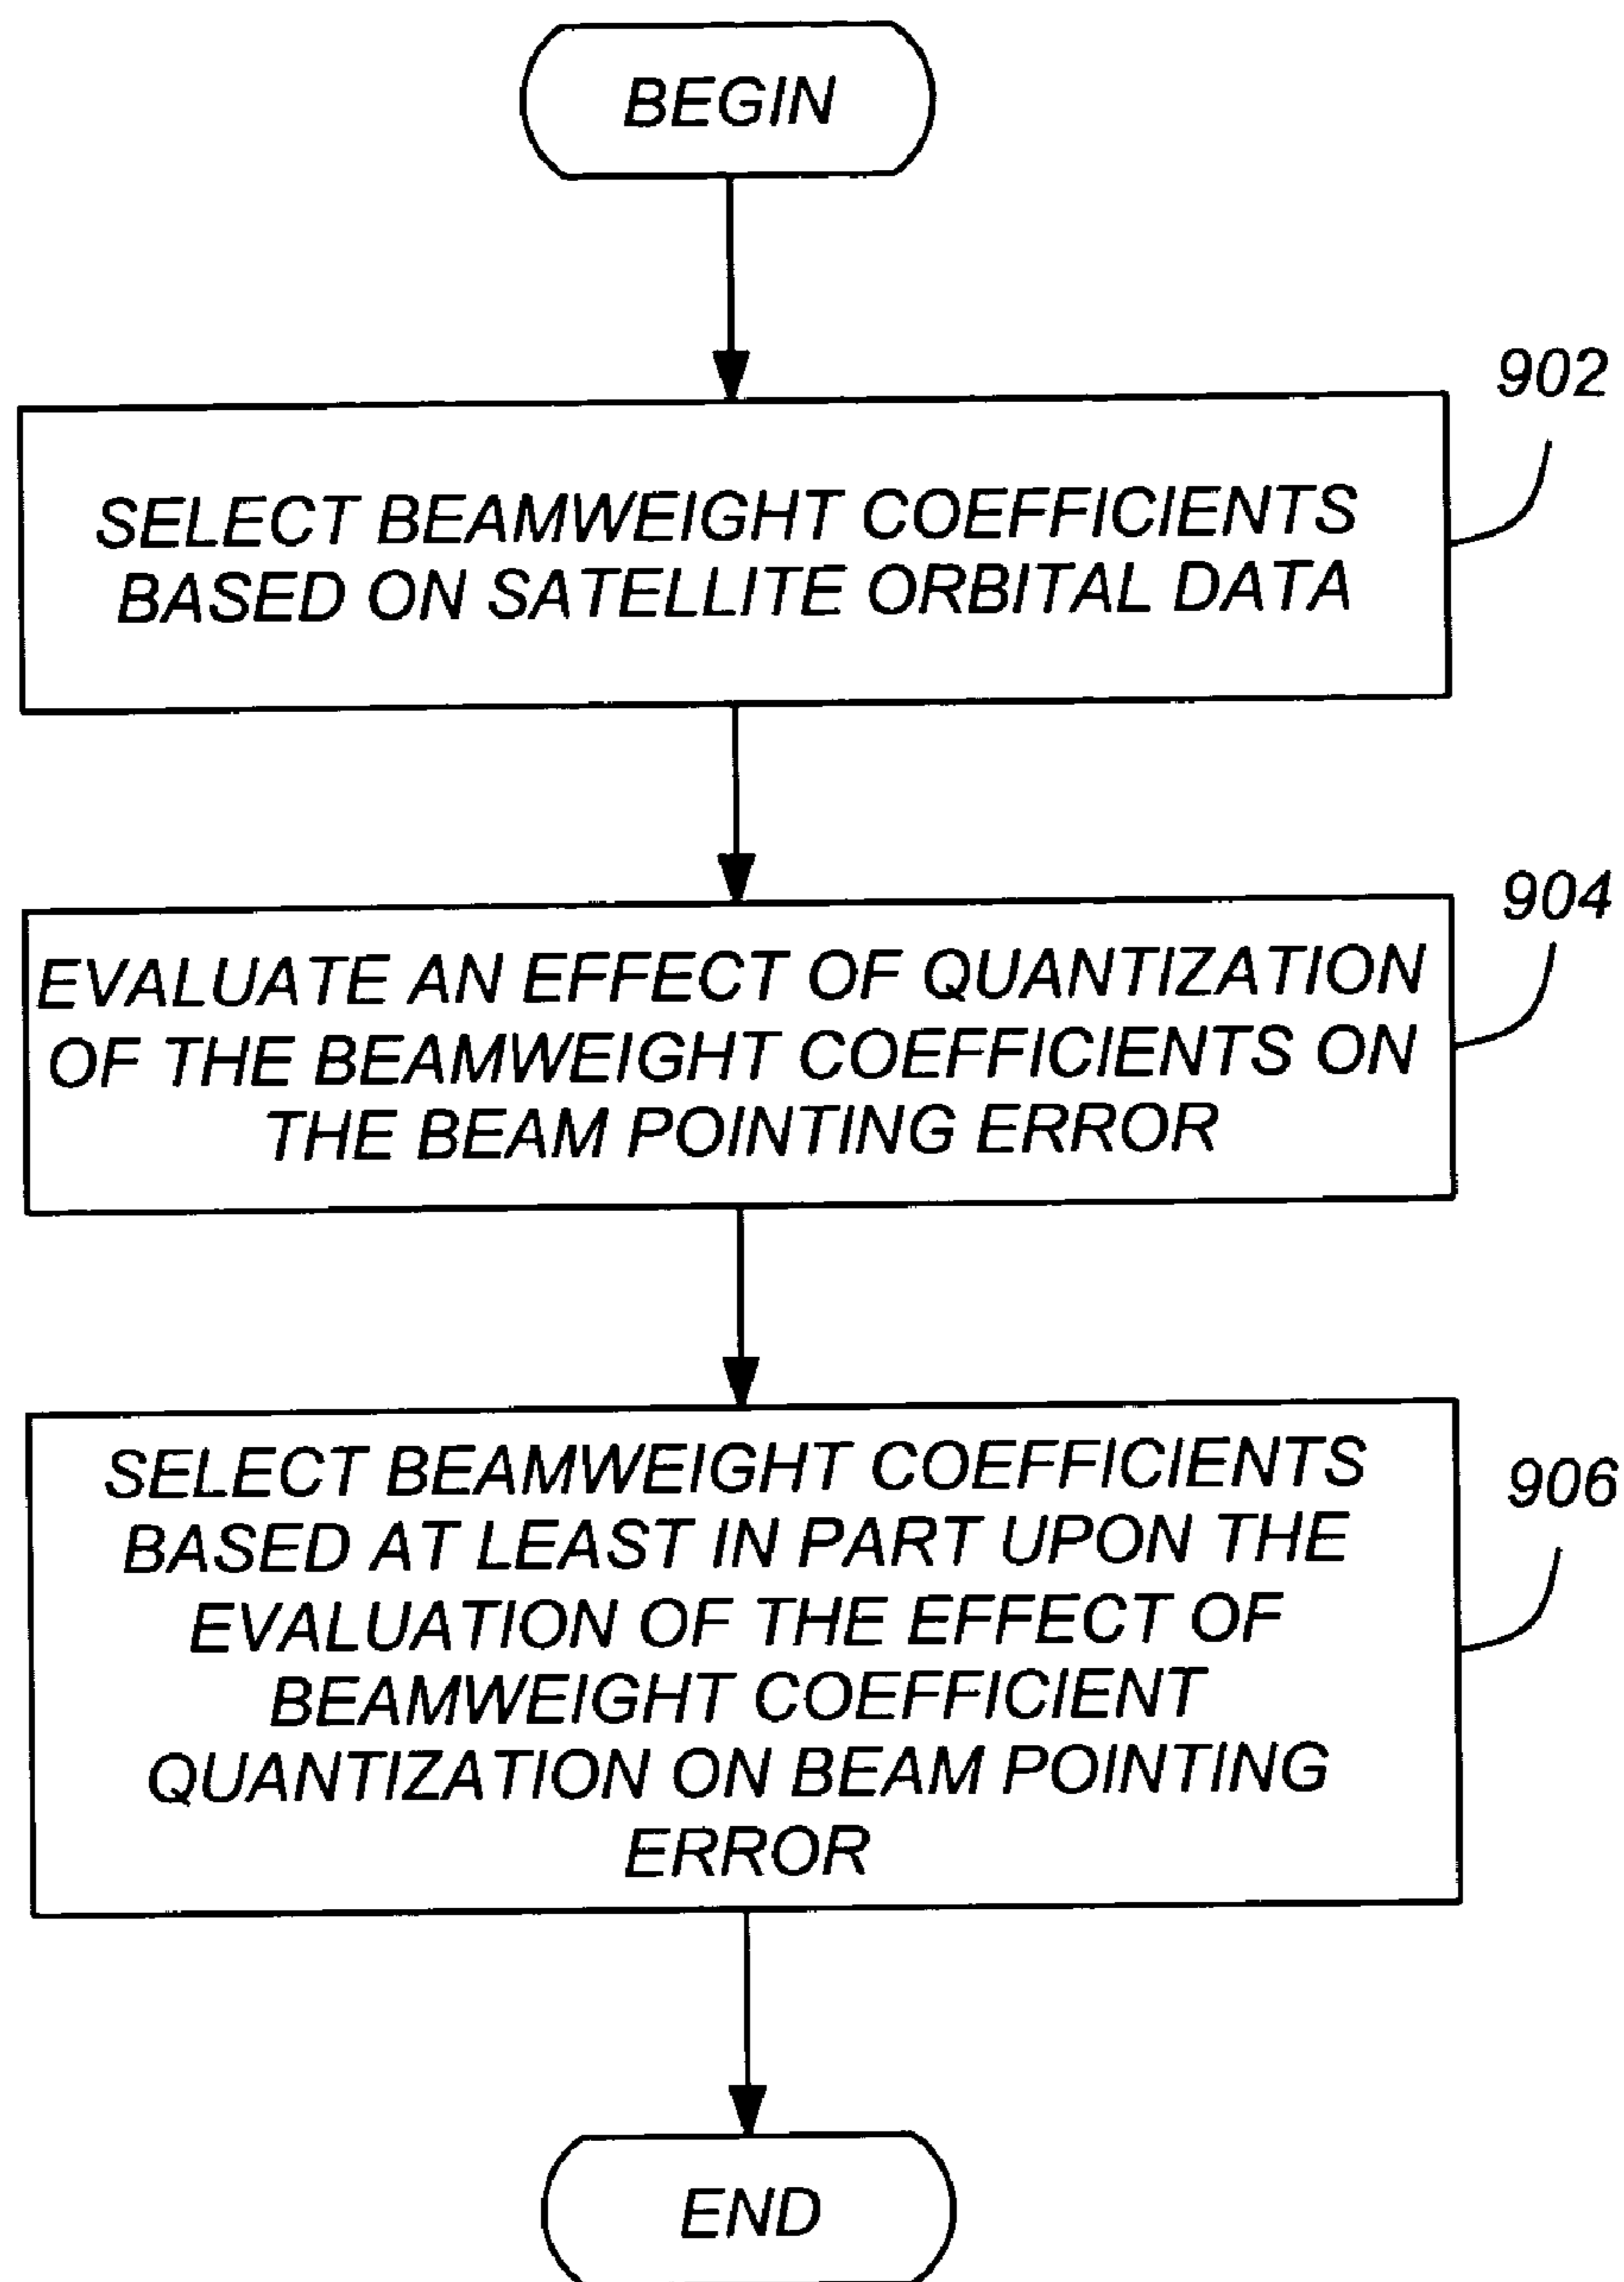 BEGIN
902
SELECT BEAMWEIGHT COEFFICIENTS
BASED ON SATELLITE ORBITAL DATA
904
EVALUATE AN EFFECT OF QUANTIZATION
OF THE BEAMWEIGHT COEFFICIENTS ON
THE BEAM POINTING ERROR
906
SELECT BEAMWEIGHT COEFFICIENTS
BASED AT LEAST IN PART UPON THE
EVALUATION OF THE EFFECT OF
BEAMWEIGHT COEFFICIENT
QUANTIZATION ON BEAM POINTING
ERROR
END